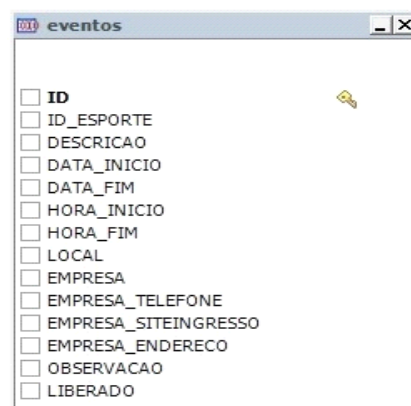 eventos
ID
ID_ESPORTE
DESCRICAO
DATA_INICIO
DATA_FIM
HORA_INICIO
HORA_FIM
LOCAL
EMPRESA
EMPRESA_TELEFONE
EMPRESA_SITEINGRESSO
EMPRESA_ENDERECO
OBSERVACAO
LIBERADO